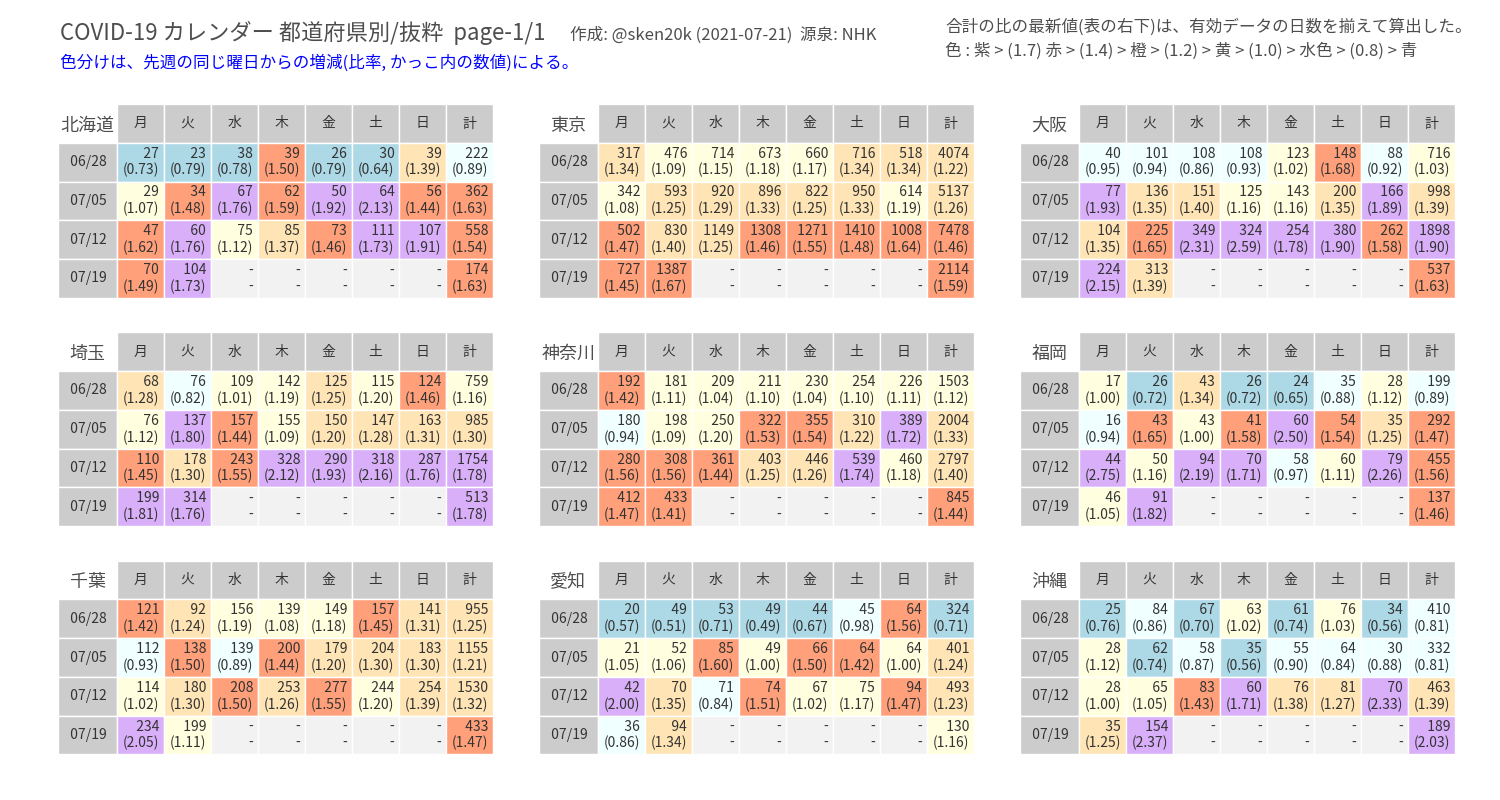 COVID-19 カレンダー 都道府県別/抜粋 page-1/1 作成: @sken20k (2021-07-21) 源泉: NHK
色分けは、先週の同じ曜日からの増減(比率, かっこ内の数値)による。
合計の比の最新値(表の右下)は、有効データの日数を揃えて算出した。
色 : 紫 > (1.7) 赤 > (1.4) 橙 > (1.2) 黄 > (1.0) > 水色 > (0.8) > 青
北海道 月 火 水 木 金 土 日 計
06/28 27 23 38 39 26 30 39 222
(0.73) (0.79) (0.78) (1.50) (0.79) (0.64) (1.39) (0.89)
07/05 29 34 67 62 50 64 56 362
(1.07) (1.48) (1.76) (1.59) (1.92) (2.13) (1.44) (1.63)
07/12 47 60 75 85 73 111 107 558
(1.62) (1.76) (1.12) (1.37) (1.46) (1.73) (1.91) (1.54)
07/19 70 104 - - - - - 174
(1.49) (1.73) - - - - - (1.63)
東京 月 火 水 木 金 土 日 計
06/28 317 476 714 673 660 716 518 4074
(1.34) (1.09) (1.15) (1.18) (1.17) (1.34) (1.34) (1.22)
07/05 342 593 920 896 822 950 614 5137
(1.08) (1.25) (1.29) (1.33) (1.25) (1.33) (1.19) (1.26)
07/12 502 830 1149 1308 1271 1410 1008 7478
(1.47) (1.40) (1.25) (1.46) (1.55) (1.48) (1.64) (1.46)
07/19 727 1387 - - - - - 2114
(1.45) (1.67) - - - - - (1.59)
大阪 月 火 水 木 金 土 日 計
06/28 40 101 108 108 123 148 88 716
(0.95) (0.94) (0.86) (0.93) (1.02) (1.68) (0.92) (1.03)
07/05 77 136 151 125 143 200 166 998
(1.93) (1.35) (1.40) (1.16) (1.16) (1.35) (1.89) (1.39)
07/12 104 225 349 324 254 380 262 1898
(1.35) (1.65) (2.31) (2.59) (1.78) (1.90) (1.58) (1.90)
07/19 224 313 - - - - - 537
(2.15) (1.39) - - - - - (1.63)
埼玉 月 火 水 木 金 土 日 計
06/28 68 76 109 142 125 115 124 759
(1.28) (0.82) (1.01) (1.19) (1.25) (1.20) (1.46) (1.16)
07/05 76 137 157 155 150 147 163 985
(1.12) (1.80) (1.44) (1.09) (1.20) (1.28) (1.31) (1.30)
07/12 110 178 243 328 290 318 287 1754
(1.45) (1.30) (1.55) (2.12) (1.93) (2.16) (1.76) (1.78)
07/19 199 314 - - - - - 513
(1.81) (1.76) - - - - - (1.78)
神奈川 月 火 水 木 金 土 日 計
06/28 192 181 209 211 230 254 226 1503
(1.42) (1.11) (1.04) (1.10) (1.04) (1.10) (1.11) (1.12)
07/05 180 198 250 322 355 310 389 2004
(0.94) (1.09) (1.20) (1.53) (1.54) (1.22) (1.72) (1.33)
07/12 280 308 361 403 446 539 460 2797
(1.56) (1.56) (1.44) (1.25) (1.26) (1.74) (1.18) (1.40)
07/19 412 433 - - - - - 845
(1.47) (1.41) - - - - - (1.44)
福岡 月 火 水 木 金 土 日 計
06/28 17 26 43 26 24 35 28 199
(1.00) (0.72) (1.34) (0.72) (0.65) (0.88) (1.12) (0.89)
07/05 16 43 43 41 60 54 35 292
(0.94) (1.65) (1.00) (1.58) (2.50) (1.54) (1.25) (1.47)
07/12 44 50 94 70 58 60 79 455
(2.75) (1.16) (2.19) (1.71) (0.97) (1.11) (2.26) (1.56)
07/19 46 91 - - - - - 137
(1.05) (1.82) - - - - - (1.46)
千葉 月 火 水 木 金 土 日 計
06/28 121 92 156 139 149 157 141 955
(1.42) (1.24) (1.19) (1.08) (1.18) (1.45) (1.31) (1.25)
07/05 112 138 139 200 179 204 183 1155
(0.93) (1.50) (0.89) (1.44) (1.20) (1.30) (1.30) (1.21)
07/12 114 180 208 253 277 244 254 1530
(1.02) (1.30) (1.50) (1.26) (1.55) (1.20) (1.39) (1.32)
07/19 234 199 - - - - - 433
(2.05) (1.11) - - - - - (1.47)
愛知 月 火 水 木 金 土 日 計
06/28 20 49 53 49 44 45 64 324
(0.57) (0.51) (0.71) (0.49) (0.67) (0.98) (1.56) (0.71)
07/05 21 52 85 49 66 64 64 401
(1.05) (1.06) (1.60) (1.00) (1.50) (1.42) (1.00) (1.24)
07/12 42 70 71 74 67 75 94 493
(2.00) (1.35) (0.84) (1.51) (1.02) (1.17) (1.47) (1.23)
07/19 36 94 - - - - - 130
(0.86) (1.34) - - - - - (1.16)
沖縄 月 火 水 木 金 土 日 計
06/28 25 84 67 63 61 76 34 410
(0.76) (0.86) (0.70) (1.02) (0.74) (1.03) (0.56) (0.81)
07/05 28 62 58 35 55 64 30 332
(1.12) (0.74) (0.87) (0.56) (0.90) (0.84) (0.88) (0.81)
07/12 28 65 83 60 76 81 70 463
(1.00) (1.05) (1.43) (1.71) (1.38) (1.27) (2.33) (1.39)
07/19 35 154 - - - - - 189
(1.25) (2.37) - - - - - (2.03)